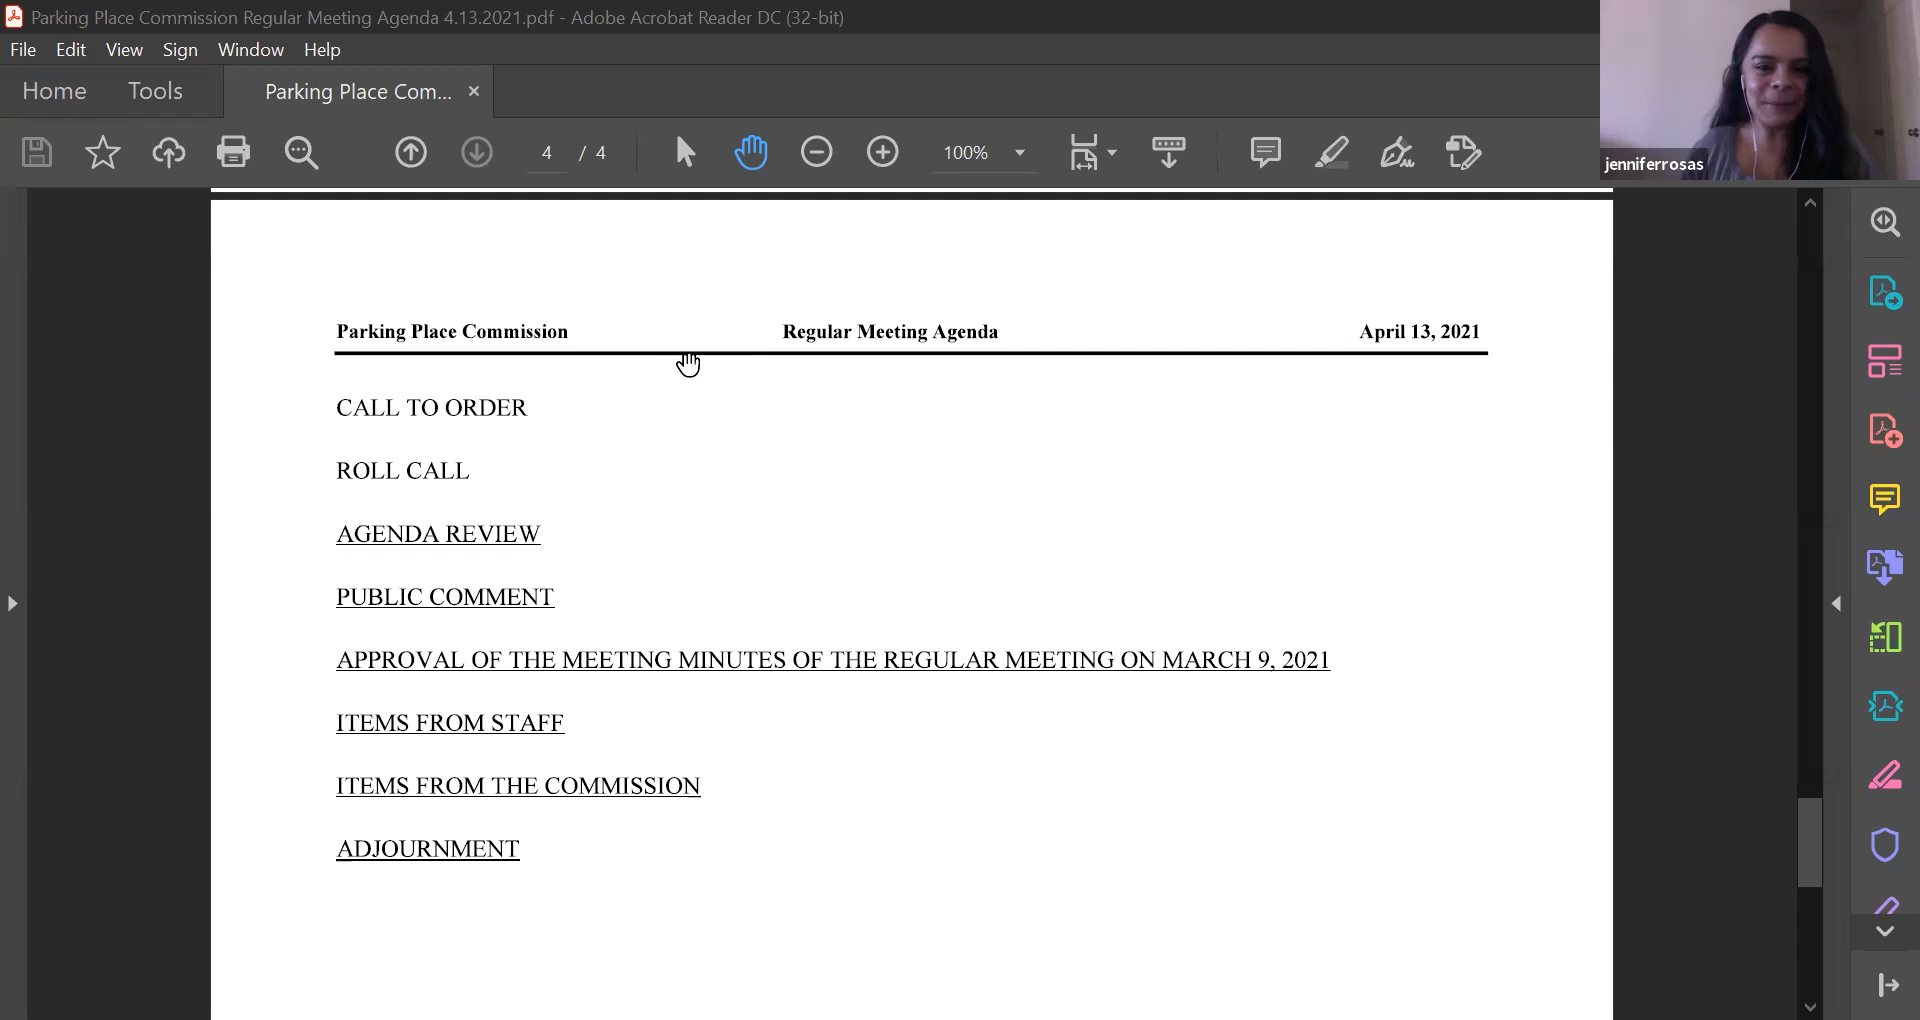 Parking Place Commission Regular Meeting Agenda 4.13.2021.pdf - Adobe Acrobat Reader DC (32-bit)
File Edit View Sign Window Help
Home Tools Parking Place Com... ×
4 / 4 100%
jenniferrosas
Parking Place Commission Regular Meeting Agenda April 13, 2021
CALL TO ORDER
ROLL CALL
AGENDA REVIEW
PUBLIC COMMENT
APPROVAL OF THE MEETING MINUTES OF THE REGULAR MEETING ON MARCH 9, 2021
ITEMS FROM STAFF
ITEMS FROM THE COMMISSION
ADJOURNMENT